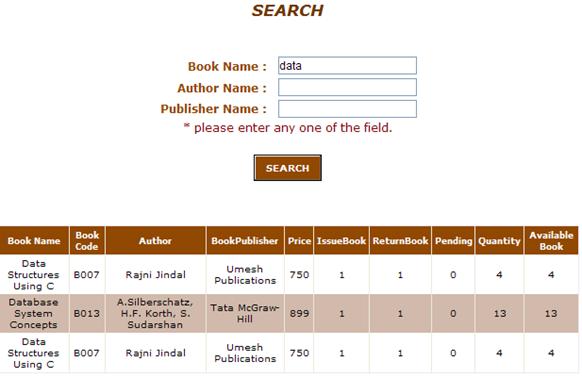 SEARCH
Book Name :
data
Author Name :
Publisher Name :
* please enter any one of the field.
SEARCH
Book Name Book Code Author BookPublisher Price IssueBook ReturnBook Pending Quantity Available Book
Data Structures Using C B007 Rajni Jindal Umesh Publications 750 1 1 0 4 4
Database System Concepts B013 A.Silberschatz, H.F. Korth, S. Sudarshan Tata McGraw-Hill 899 1 1 0 13 13
Data Structures Using C B007 Rajni Jindal Umesh Publications 750 1 1 0 4 4